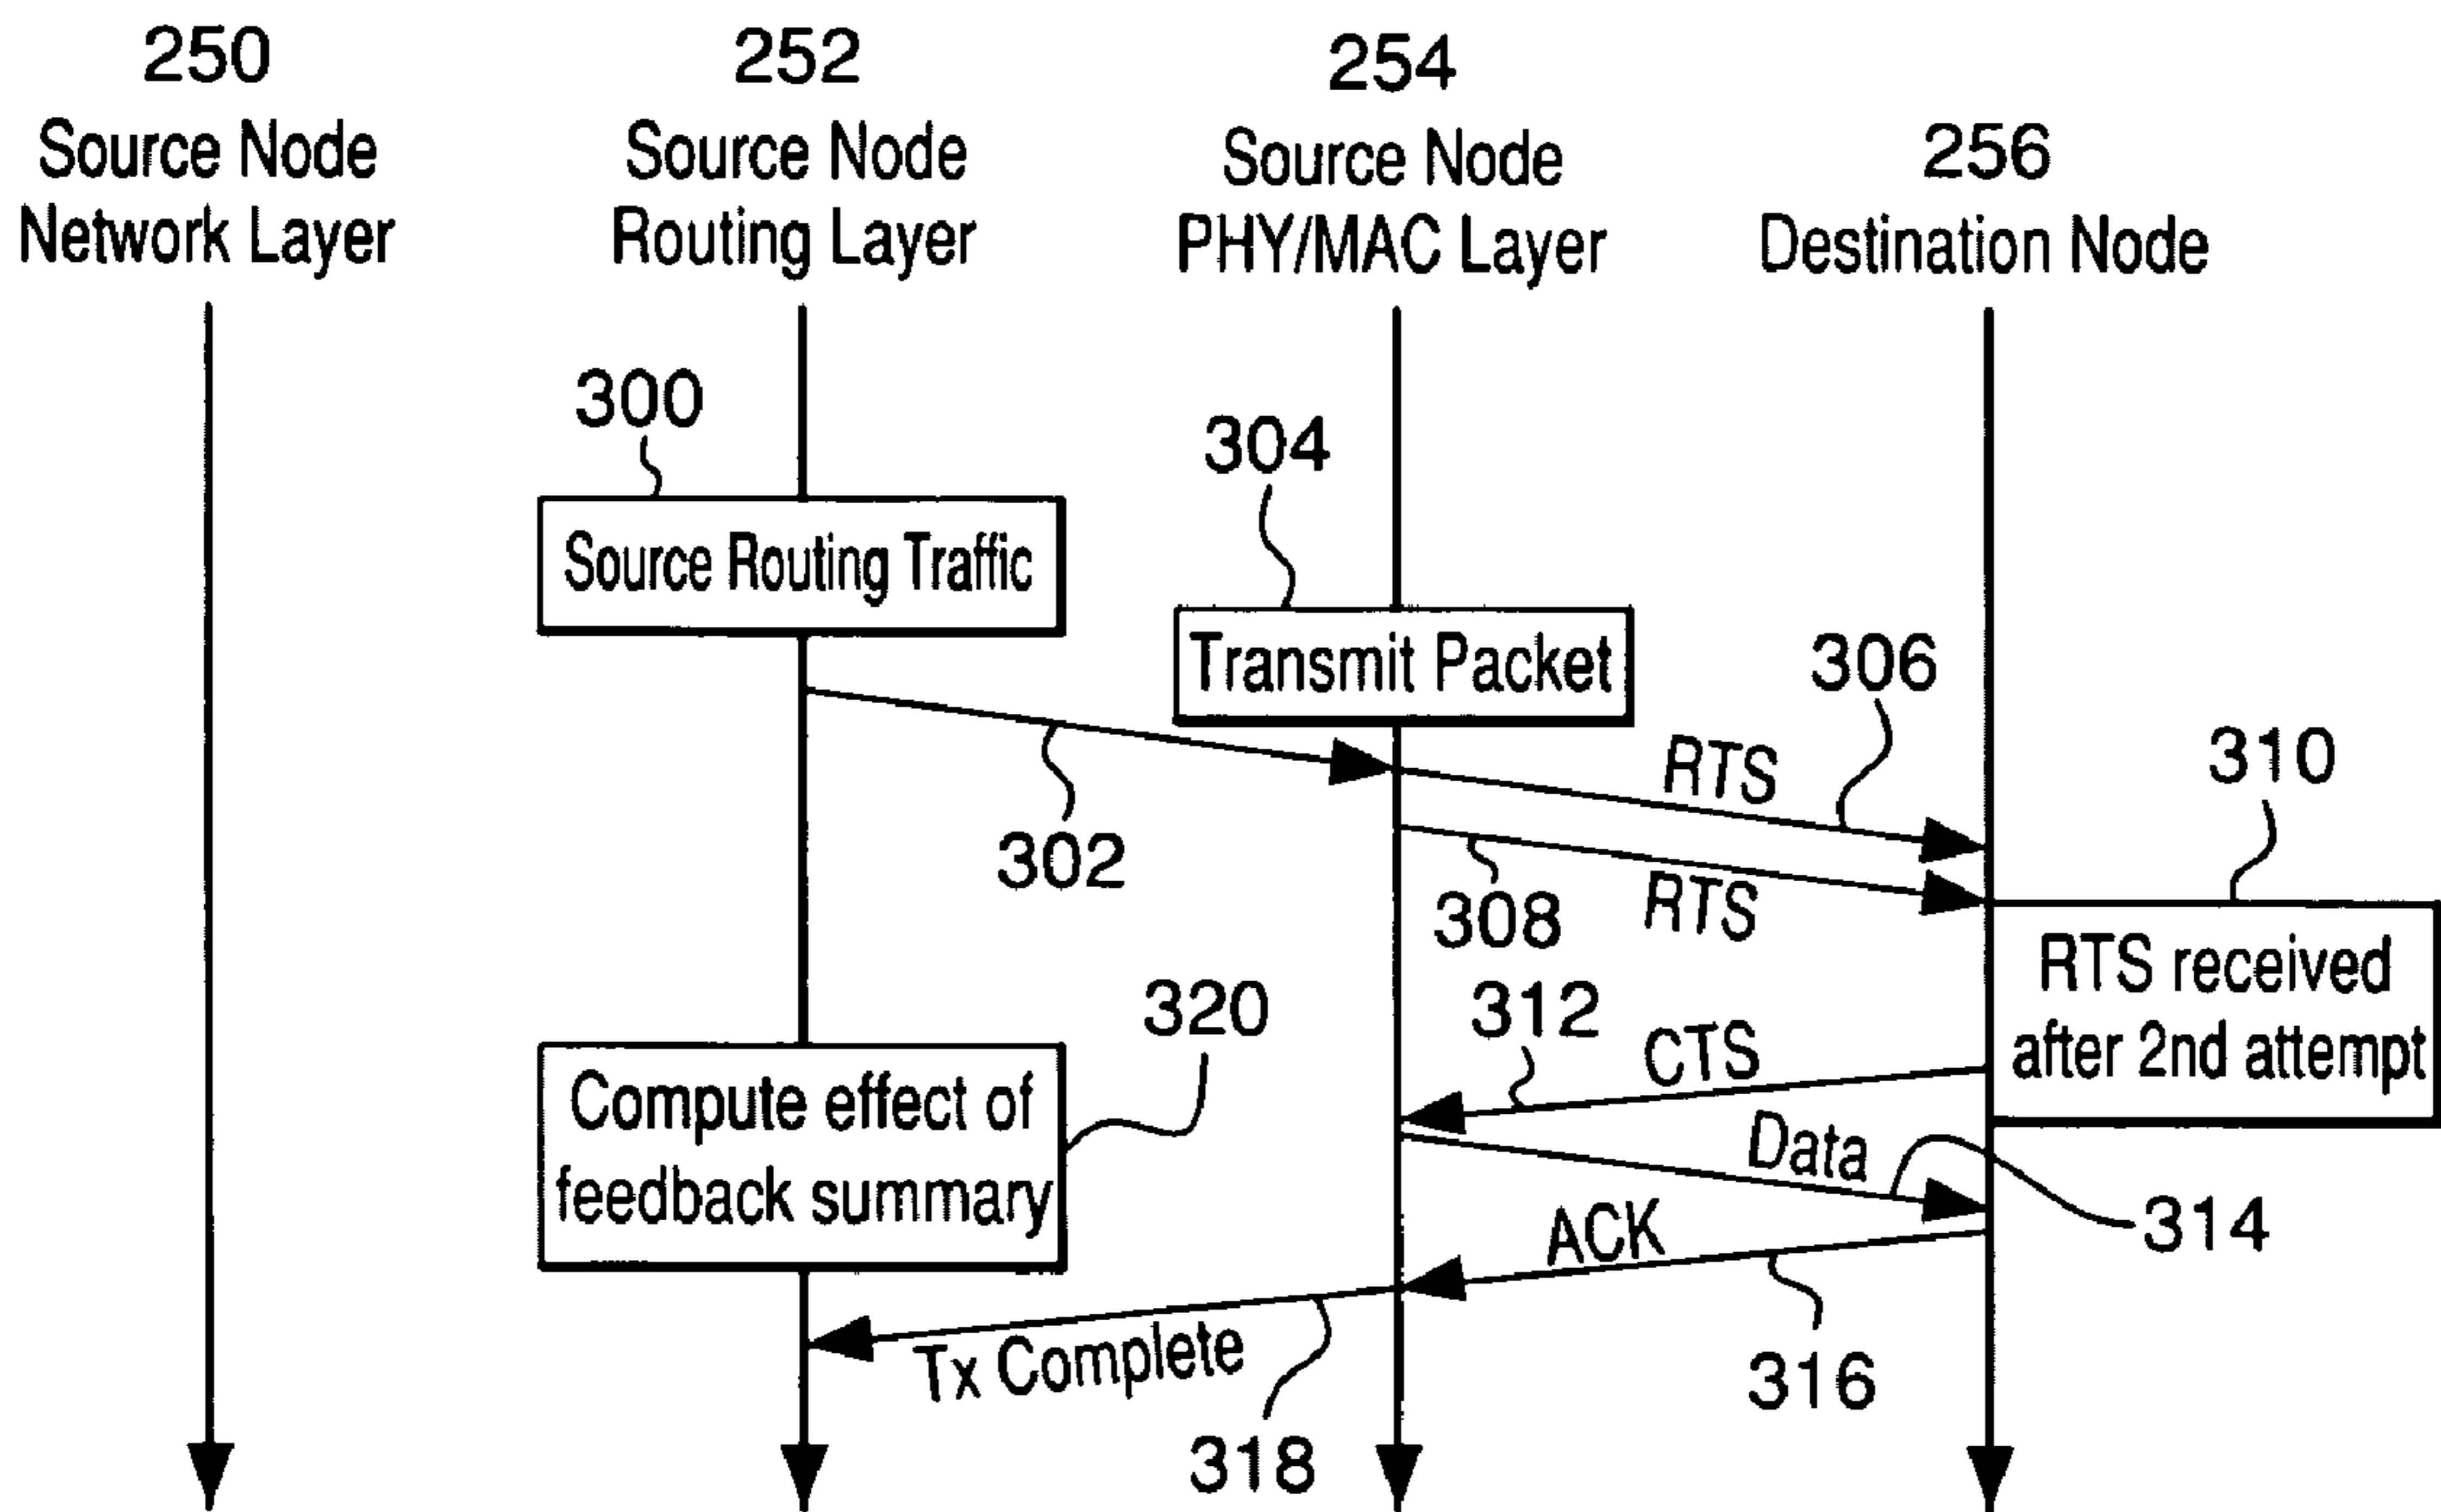 250
Source Node
Network Layer
252
Source Node
Routing Layer
254
Source Node
PHY/MAC Layer
256
Destination Node
300
Source Routing Traffic
304
Transmit Packet
306
RTS
302
308
RTS
310
RTS received
after 2nd attempt
312
CTS
320
Compute effect of
feedback summary
Data
314
ACK
316
Tx Complete
318